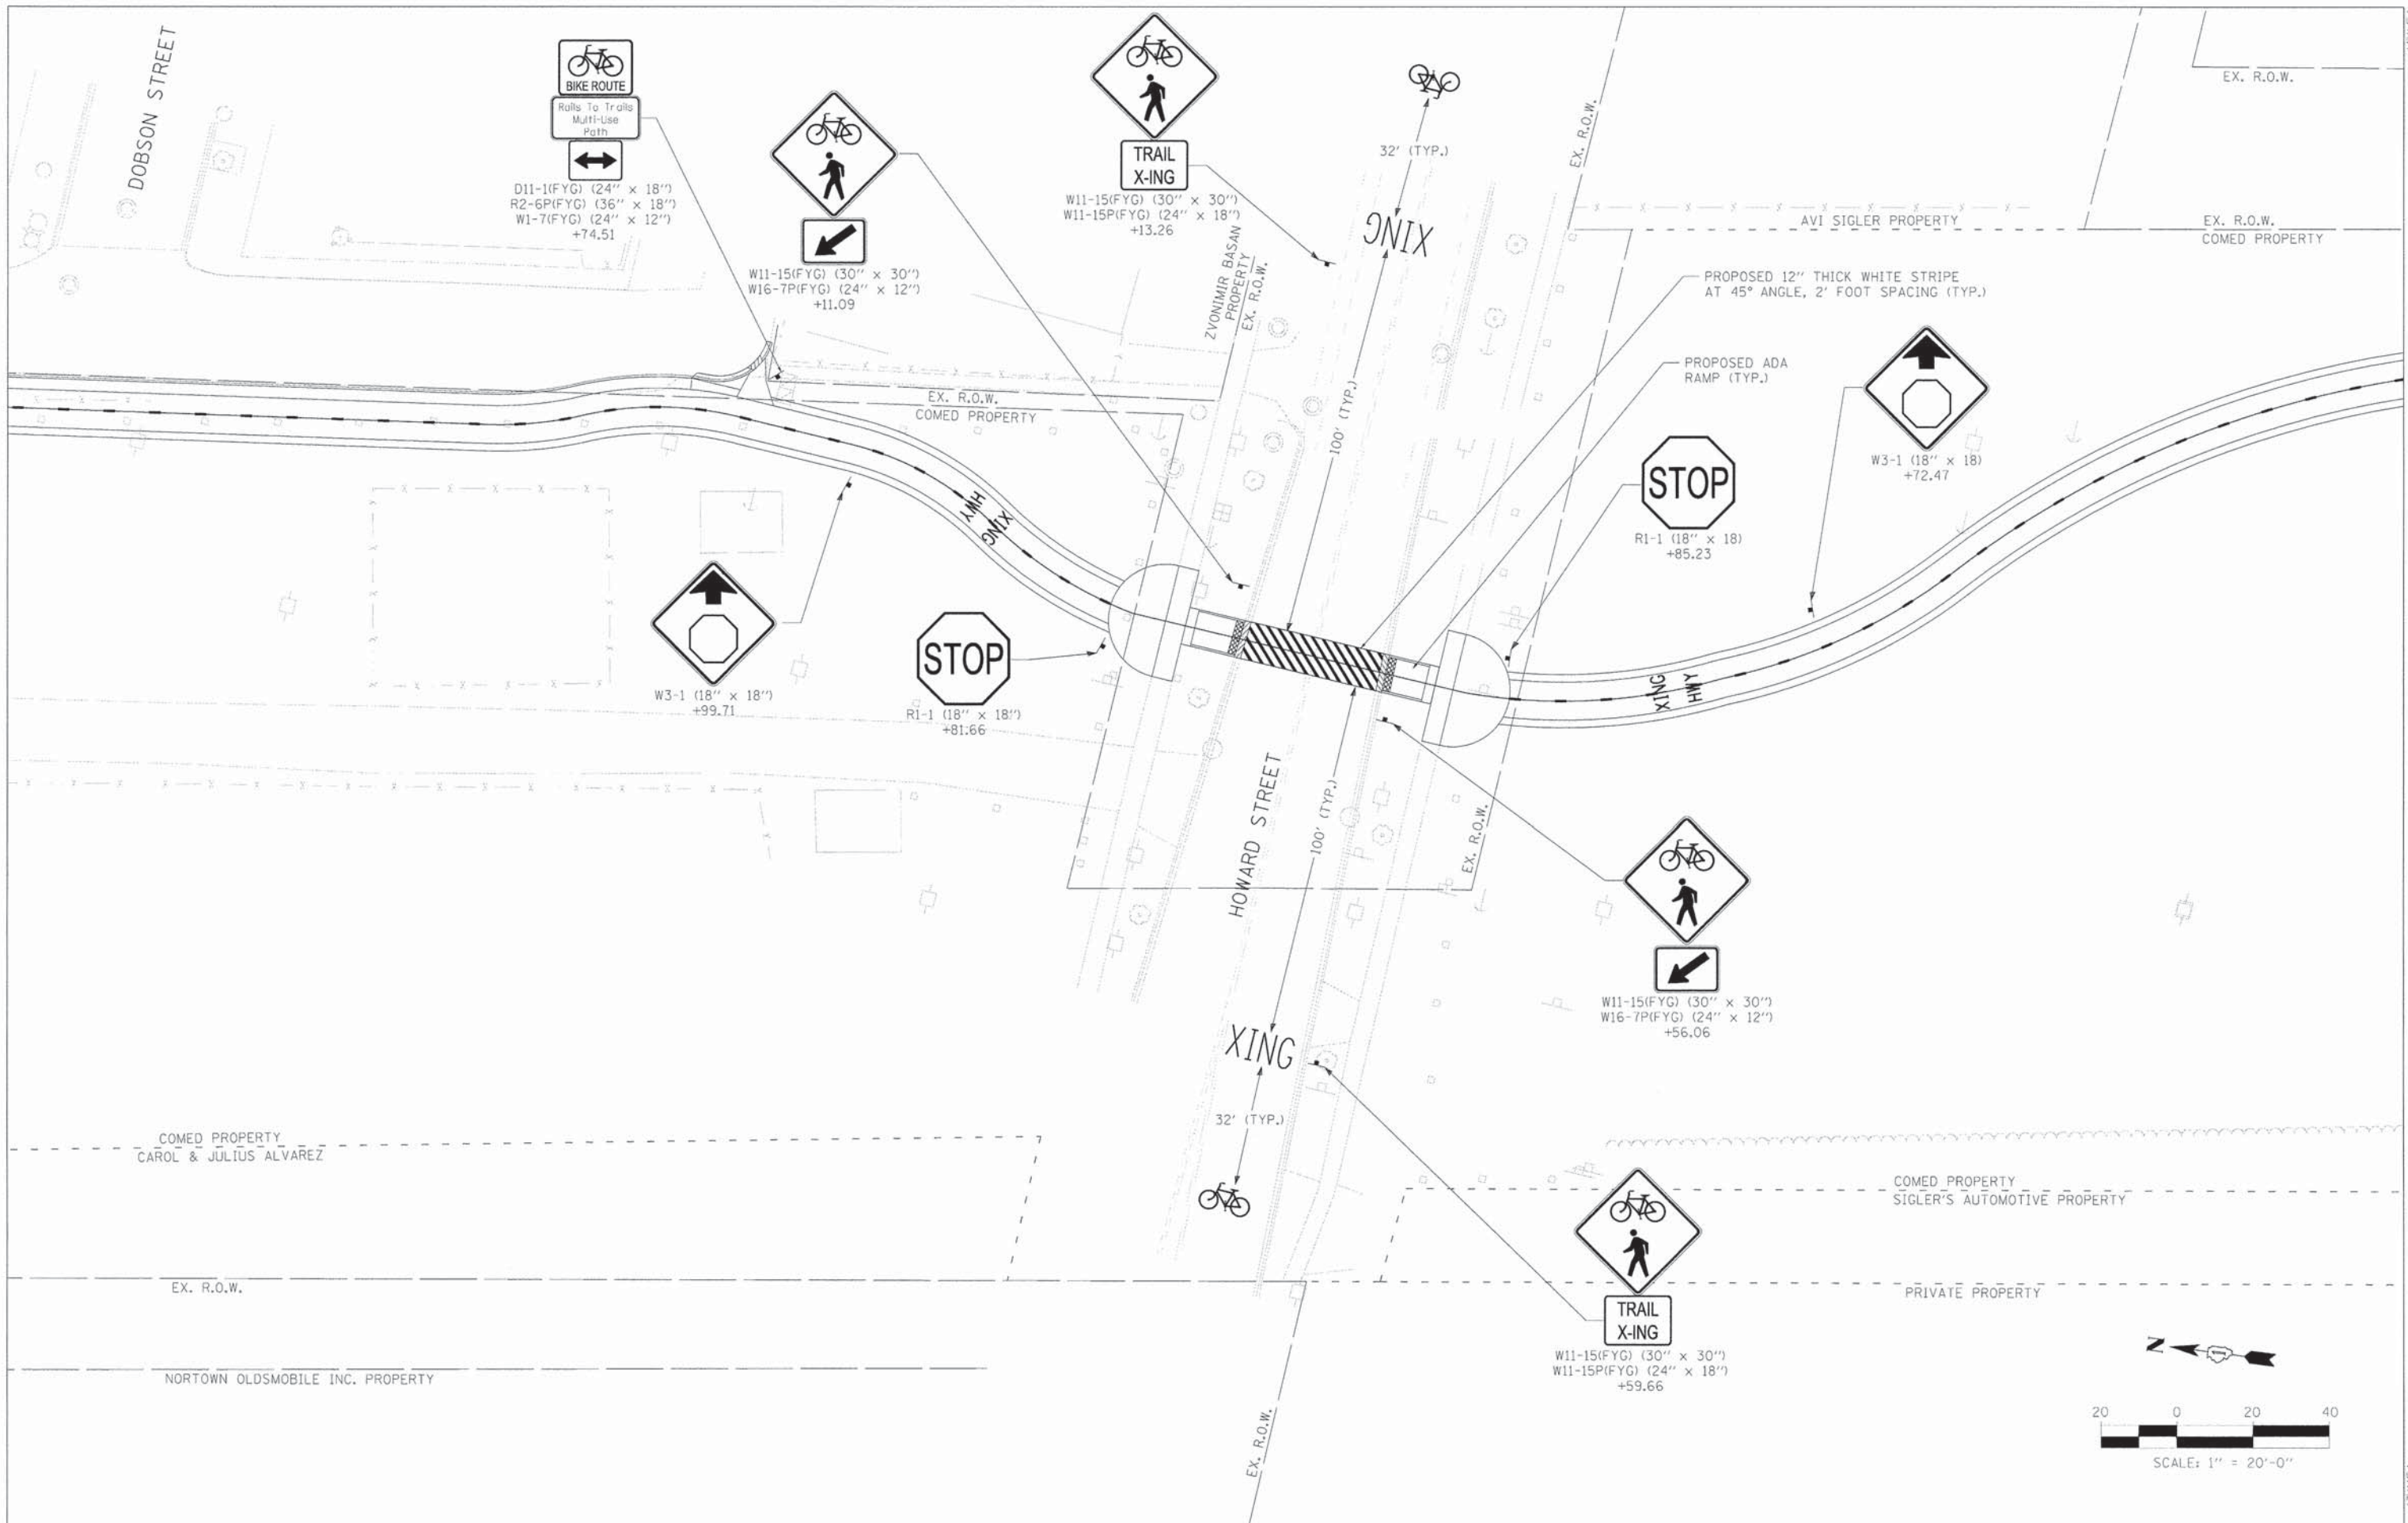 DOBSON STREET
BIKE ROUTE
Rails To Trails
Multi-Use
Path
D11-1(FYG) (24" x 18")
R2-6P(FYG) (36" x 18")
W1-7(FYG) (24" x 12")
+74.51
W11-15(FYG) (30" x 30")
W16-7P(FYG) (24" x 12")
+11.09
TRAIL
X-ING
W11-15(FYG) (30" x 30")
W11-15P(FYG) (24" x 18")
+13.26
32' (TYP.)
XING
EX. R.O.W.
EX. R.O.W.
AVI SIGLER PROPERTY
EX. R.O.W.
COMED PROPERTY
ZVONIMIR BASAN
PROPERTY
EX. R.O.W.
PROPOSED 12" THICK WHITE STRIPE
AT 45° ANGLE, 2' FOOT SPACING (TYP.)
PROPOSED ADA
RAMP (TYP.)
EX. R.O.W.
COMED PROPERTY
100' (TYP.)
W3-1 (18" x 18)
+72.47
STOP
R1-1 (18" x 18)
+85.23
XING
HWY
W3-1 (18" x 18")
+99.71
STOP
R1-1 (18" x 18")
+81.66
XING
HWY
HOWARD STREET
100' (TYP.)
EX. R.O.W.
W11-15(FYG) (30" x 30")
W16-7P(FYG) (24" x 12")
+56.06
XING
32' (TYP.)
COMED PROPERTY
CAROL & JULIUS ALVAREZ
COMED PROPERTY
SIGLER'S AUTOMOTIVE PROPERTY
EX. R.O.W.
PRIVATE PROPERTY
TRAIL
X-ING
W11-15(FYG) (30" x 30")
W11-15P(FYG) (24" x 18")
+59.66
NORTOWN OLDSMOBILE INC. PROPERTY
EX. R.O.W.
N
20 0 20 40
SCALE: 1" = 20'-0"